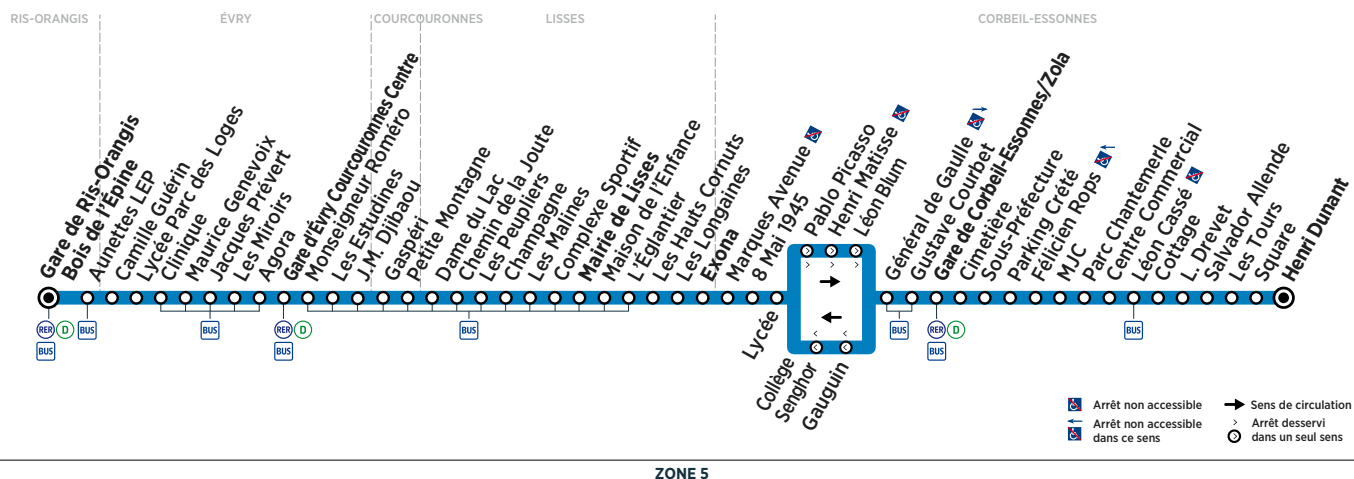 RIS-ORANGIS
ÉVRY
COURCOURONNES
LISSES
CORBEIL-ESSONNES
Gare de Ris-Orangis
Bois de l'Épine
Aunettes LEP
Camille Guérin
Lycée Parc des Loges
Clinique
Maurice Genevoix
Jacques Prévert
Les Miroirs
Agora
Gare d'Évry Courcouronnes Centre
Monseigneur Roméro
Les Estudines
J.M. Djibaou
Gaspéri
Petite Montagne
Dame du Lac
Chemin de la Joute
Les Peupliers
Champagne
Les Malines
Complexe Sportif
Mairie de Lisses
Maison de l'Enfance
L'Églantier
Les Hauts Cornuts
Les Longaines
Exona
Marques Avenue
8 Mai 1945
Lycée
Pablo Picasso
Henri Matisse
Léon Blum
Collège
Senghor
Gauguin
Général de Gaulle
Gustave Courbet
Gare de Corbeil-Essonnes/Zola
Cimetière
Sous-Préfecture
Parking Crété
Félicien Rops
MJC
Parc Chantemerle
Centre Commercial
Léon Cassé
Cottage
L. Drevet
Salvador Allende
Les Tours
Square
Henri Dunant
RER D
BUS
BUS
BUS
RER D
BUS
BUS
BUS
RER D
BUS
BUS
Arrêt non accessible
Arrêt non accessible
dans ce sens
Sens de circulation
Arrêt desservi
dans un seul sens
ZONE 5